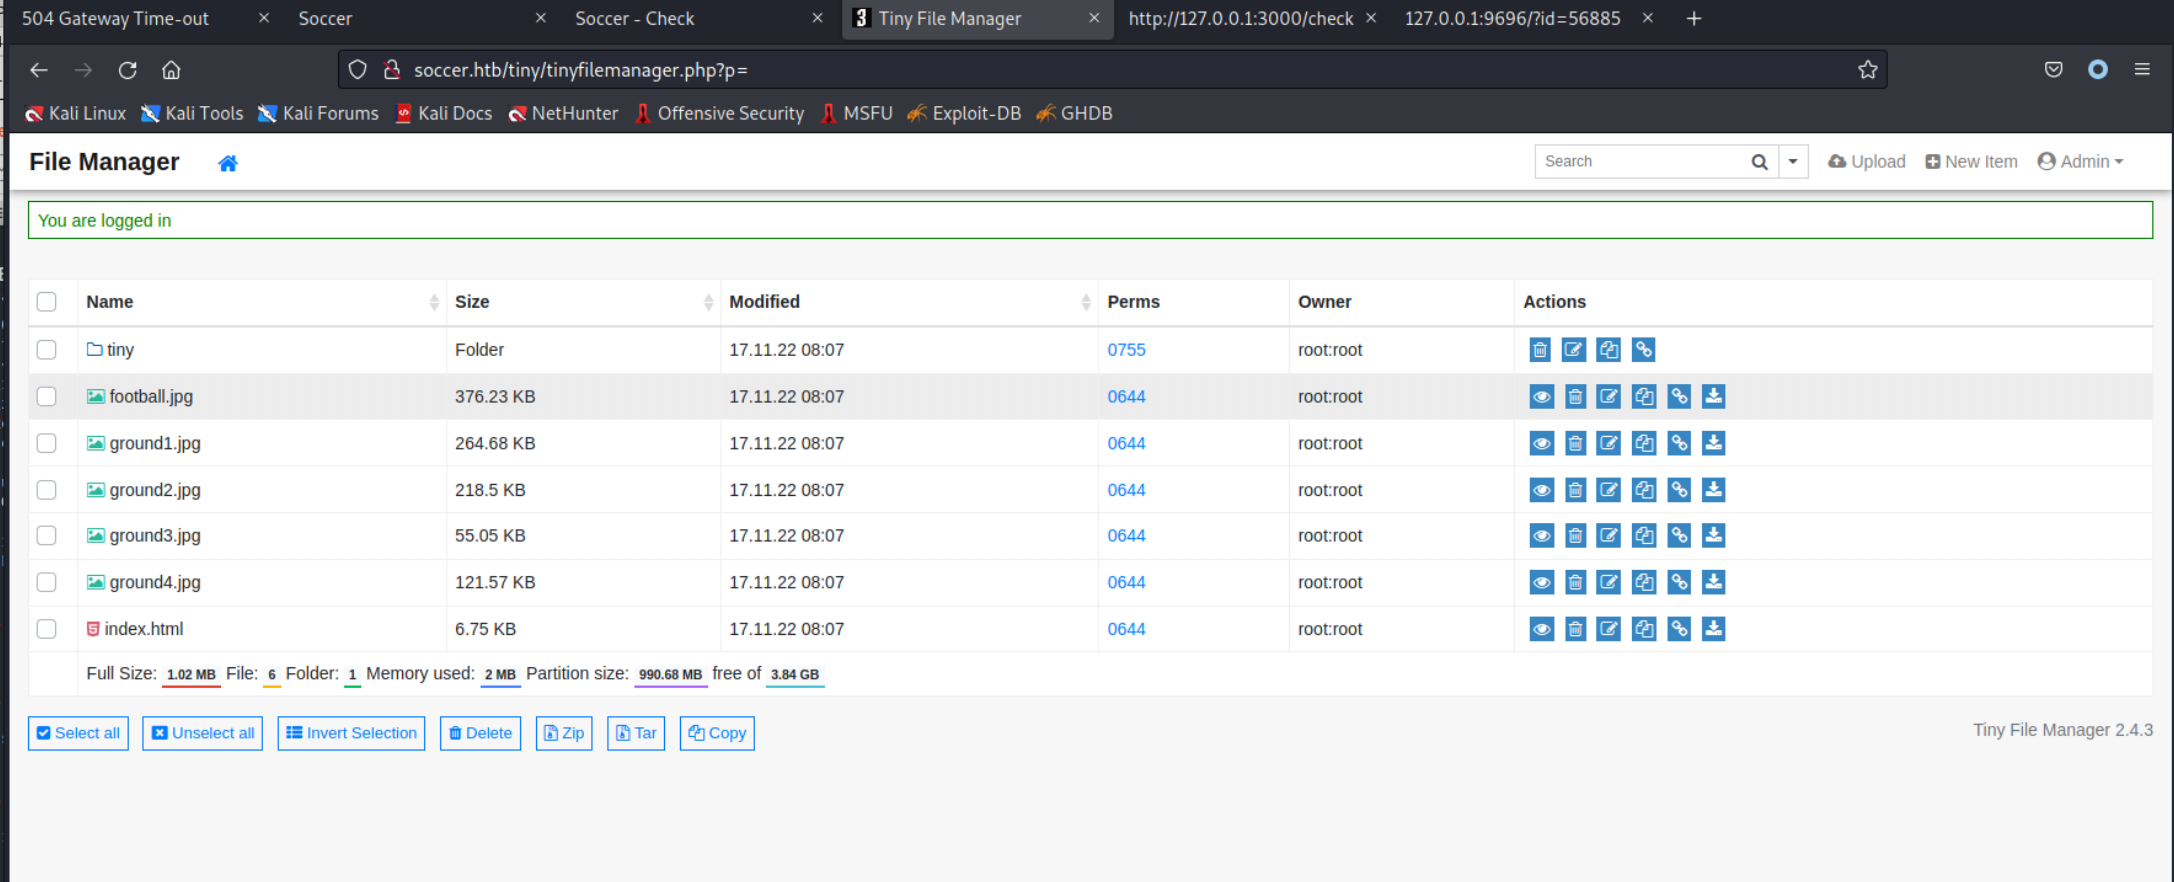 504 Gateway Time-out Soccer Soccer - Check Tiny File Manager http://127.0.0.1:3000/check 127.0.0.1:9696/?id=56885
soccer.htb/tiny/tinyfilemanager.php?p=
Kali Linux Kali Tools Kali Forums Kali Docs NetHunter Offensive Security MSFU Exploit-DB GHDB
File Manager Search Upload New Item Admin
You are logged in
Name Size Modified Perms Owner Actions
tiny Folder 17.11.22 08:07 0755 root:root
football.jpg 376.23 KB 17.11.22 08:07 0644 root:root
ground1.jpg 264.68 KB 17.11.22 08:07 0644 root:root
ground2.jpg 218.5 KB 17.11.22 08:07 0644 root:root
ground3.jpg 55.05 KB 17.11.22 08:07 0644 root:root
ground4.jpg 121.57 KB 17.11.22 08:07 0644 root:root
index.html 6.75 KB 17.11.22 08:07 0644 root:root
Full Size: 1.02 MB File: 6 Folder: 1 Memory used: 2 MB Partition size: 990.68 MB free of 3.84 GB
Select all Unselect all Invert Selection Delete Zip Tar Copy
Tiny File Manager 2.4.3